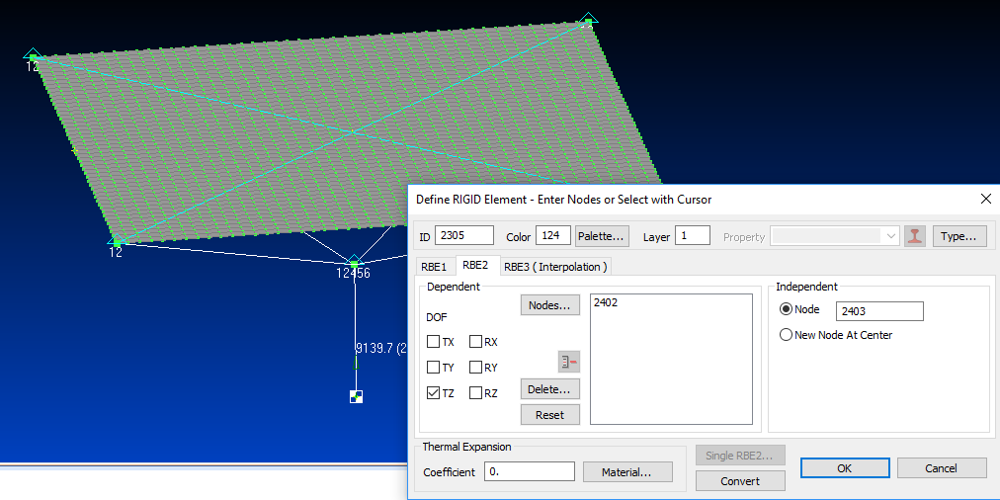 12
12
12456
9139.7 (2
Define RIGID Element - Enter Nodes or Select with Cursor
ID 2305 Color 124 Palette... Layer 1 Property Type...
RBE1 RBE2 RBE3 ( Interpolation )
Dependent
DOF
TX RX
TY RY
TZ RZ
Nodes...
Delete...
Reset
2402
Independent
Node 2403
New Node At Center
Thermal Expansion
Coefficient 0. Material...
Single RBE2...
Convert
OK
Cancel